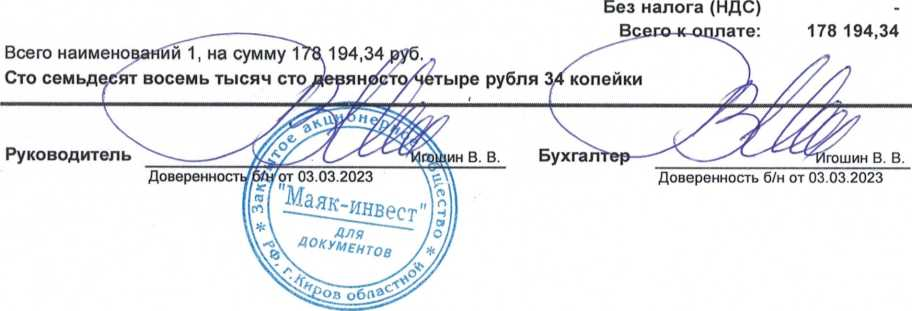 Без налога (НДС) -
Всего к оплате: 178 194,34
Всего наименований 1, на сумму 178 194,34 руб.
Сто семьдесят восемь тысяч сто девяносто четыре рубля 34 копейки
Руководитель Игошин В. В. Бухгалтер Игошин В. В.
Доверенность б/н от 03.03.2023 Доверенность б/н от 03.03.2023
* Закрытое акционерное общество *
"Маяк-инвест"
ДЛЯ
ДОКУМЕНТОВ
РФ, г.Киров областной